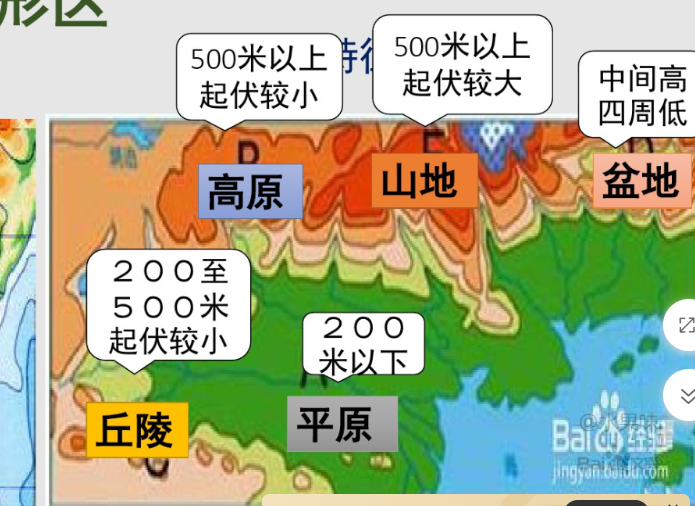 形区
特征
500米以上
起伏较小
500米以上
起伏较大
中间高
四周低
高原
山地
盆地
２００至
５００米
起伏较小
２００
米以下
丘陵
平原
Baidu 经验
jingyan.baidu.com